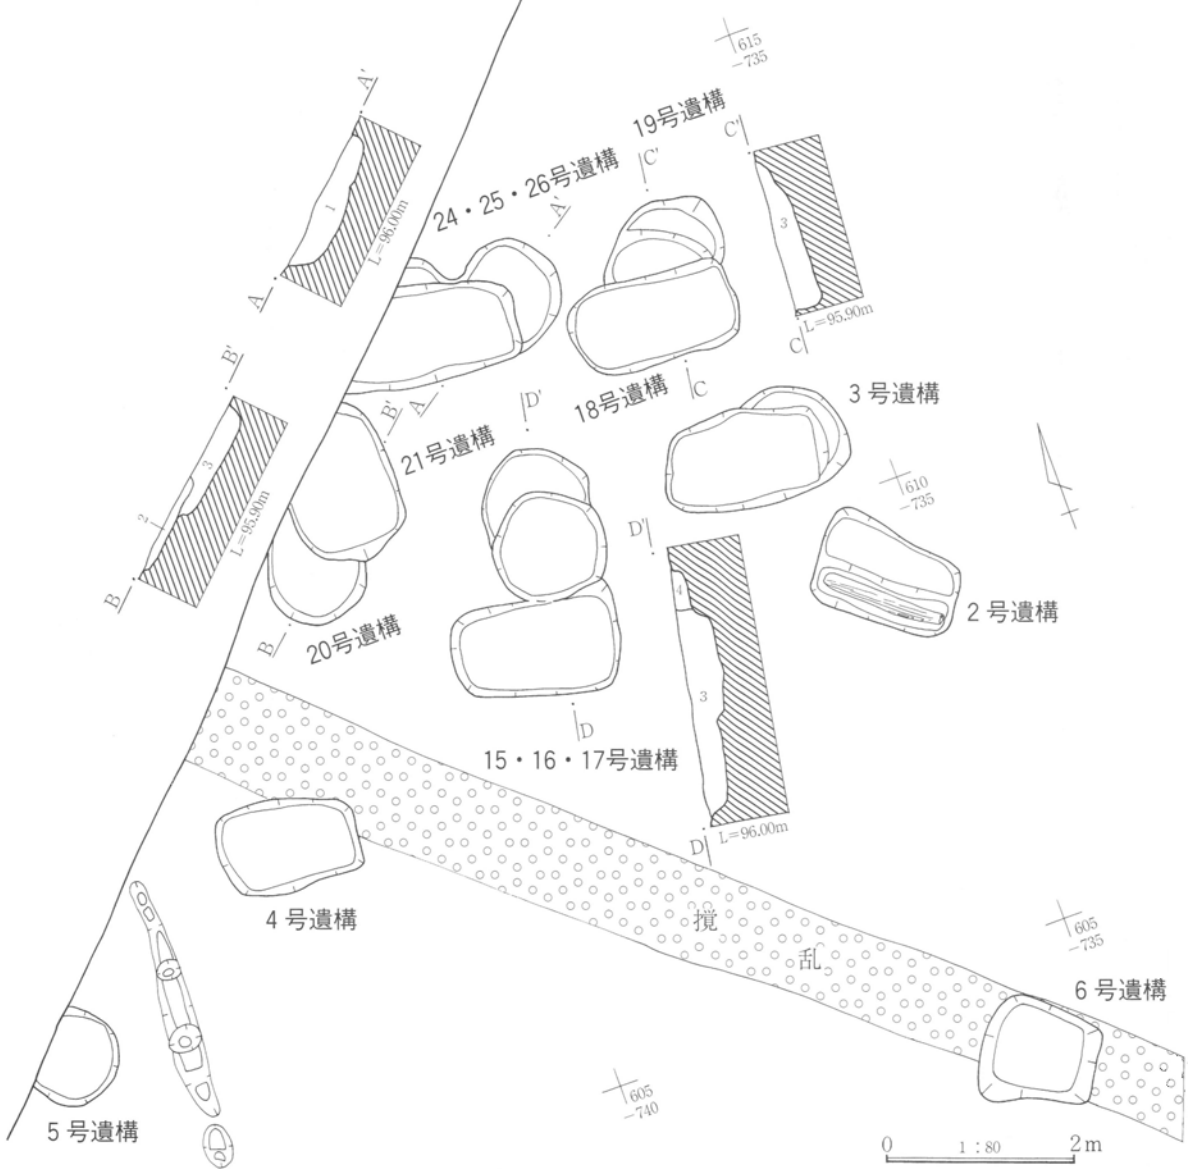 615
-735
A'
19号遺構
C'
C'
24・25・26号遺構
A'
1
3
L=96.00m
A
L=95.90m
C
B'
D'
18号遺構
C
3号遺構
B'
A
21号遺構
3
610
-735
2
L=95.90m
D'
B
4
2号遺構
B
20号遺構
3
D
15・16・17号遺構
L=96.00m
D
4号遺構
撹
乱
605
-735
6号遺構
605
-740
5号遺構
0 1:80 2m